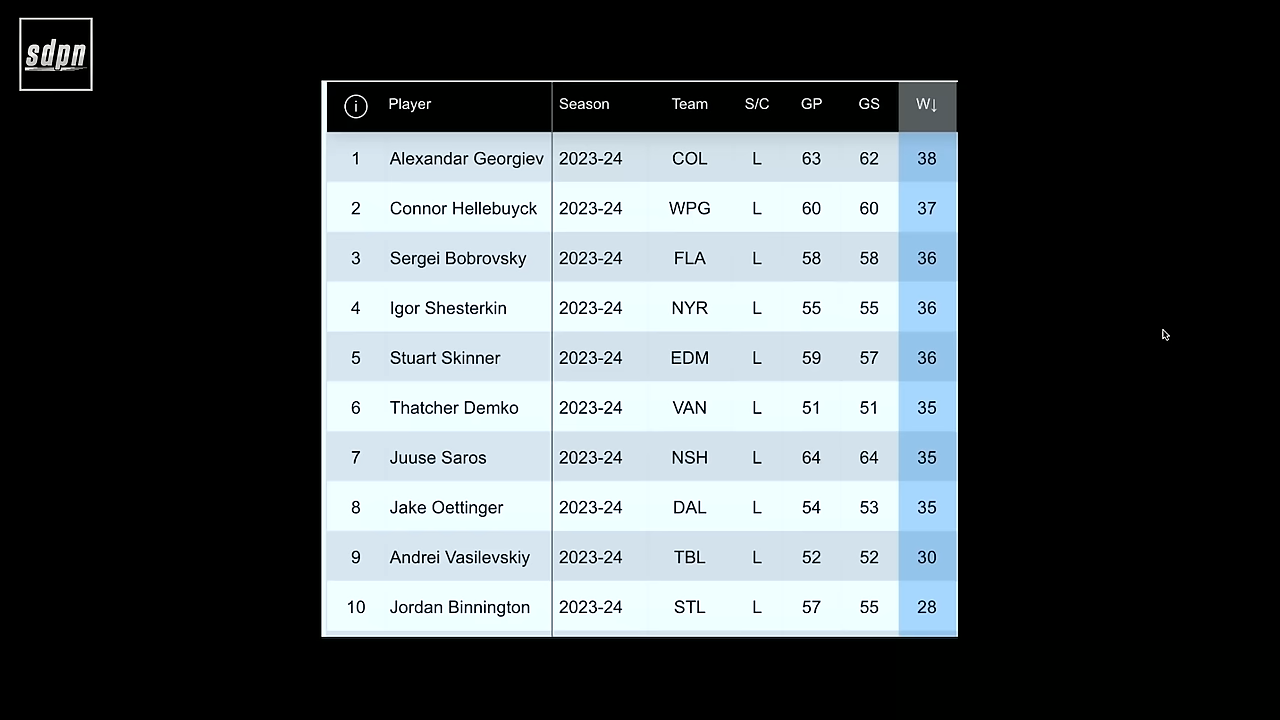 sdpn
i Player Season Team S/C GP GS W↓
1 Alexandar Georgiev 2023-24 COL L 63 62 38
2 Connor Hellebuyck 2023-24 WPG L 60 60 37
3 Sergei Bobrovsky 2023-24 FLA L 58 58 36
4 Igor Shesterkin 2023-24 NYR L 55 55 36
5 Stuart Skinner 2023-24 EDM L 59 57 36
6 Thatcher Demko 2023-24 VAN L 51 51 35
7 Juuse Saros 2023-24 NSH L 64 64 35
8 Jake Oettinger 2023-24 DAL L 54 53 35
9 Andrei Vasilevskiy 2023-24 TBL L 52 52 30
10 Jordan Binnington 2023-24 STL L 57 55 28